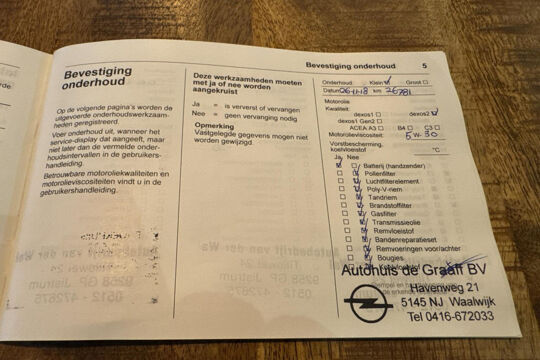 Bevestiging onderhoud 5
Bevestiging
onderhoud
Op de volgende pagina's worden de
uitgevoerde onderhoudswerkzaam-
heden geregistreerd.
Voer onderhoud uit, wanneer het
service-display dat aangeeft, maar
niet later dan de vermelde onder-
houdsintervallen in de gebruikers-
handleiding.
Betrouwbare motoroliekwaliteiten en
motorolieviscositeiten vindt u in de
gebruikershandleiding.
Deze werkzaamheden moeten
met ja of nee worden
aangekruist
Ja = is ververst of vervangen
Nee = geen vervanging nodig
Opmerking
Vastgelegde gegevens mogen niet
worden gewijzigd.
Onderhoud: Klein Groot
Datum 26-11-18 km 26781
Motorolie
Kwaliteit:
dexos1 dexos2
dexos1 Gen2
ACEA A3 B4 C3
Motorolieviscositeit: 5W-30
Vorstbescherming,
koelvloeistof °C
Ja Nee
Batterij (handzender)
Pollenfilter
Luchtfilterelement
Poly-V-riem
Tandriem
Brandstoffilter
Gasfilter
Transmissieolie
Remvloeistof
Bandenreparatieset
Remvoeringen voor/achter
Bougies
Autohuis de Graaff BV
Havenweg 21
5145 NJ Waalwijk
Tel 0416-672033